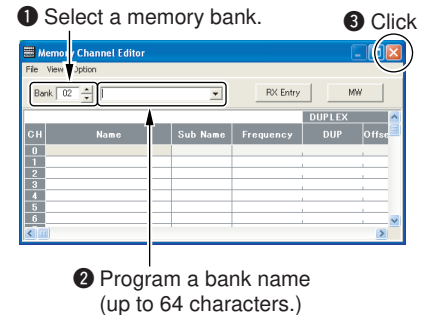 ❶ Select a memory bank.
❸ Click
Memory Channel Editor
File View Option
Bank 02 RX Entry MW
DUPLEX
CH Name Sub Name Frequency DUP Offse
0
1
2
3
4
5
6
❷ Program a bank name
(up to 64 characters.)